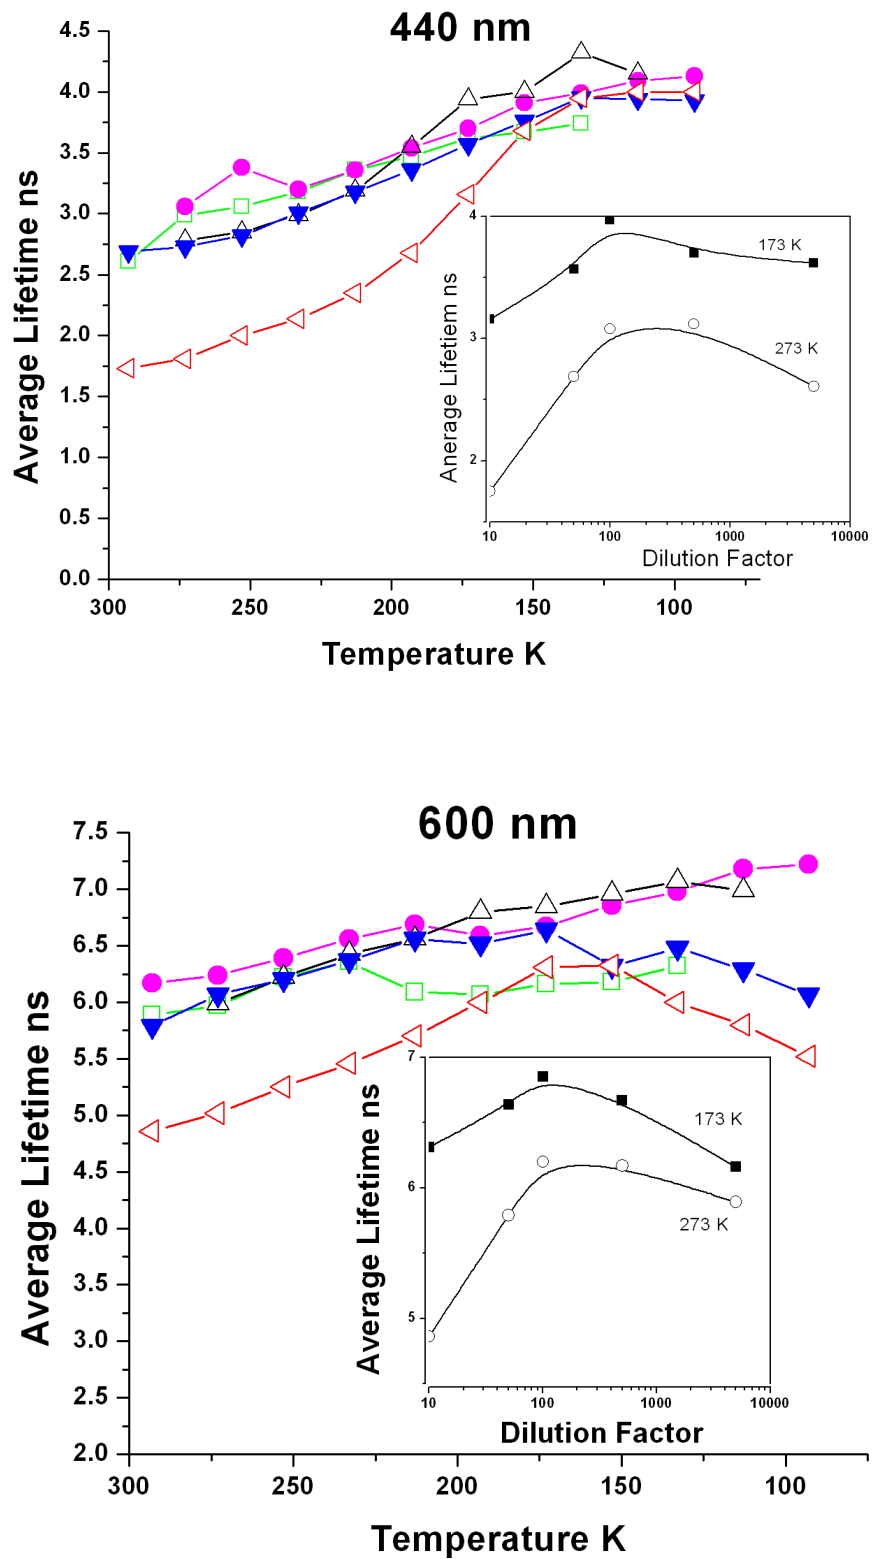 440 nm
4.5
4.0
3.5
3.0
2.5
2.0
1.5
1.0
0.5
0.0
Average Lifetime ns
300 250 200 150 100
Temperature K
4
3
2
Anerage Lifetiem ns
173 K
273 K
10 100 1000 10000
Dilution Factor
600 nm
7.5
7.0
6.5
6.0
5.5
5.0
4.5
4.0
3.5
3.0
2.5
2.0
Average Lifetime ns
300 250 200 150 100
Temperature K
7
6
5
Average Lifetime ns
173 K
273 K
10 100 1000 10000
Dilution Factor